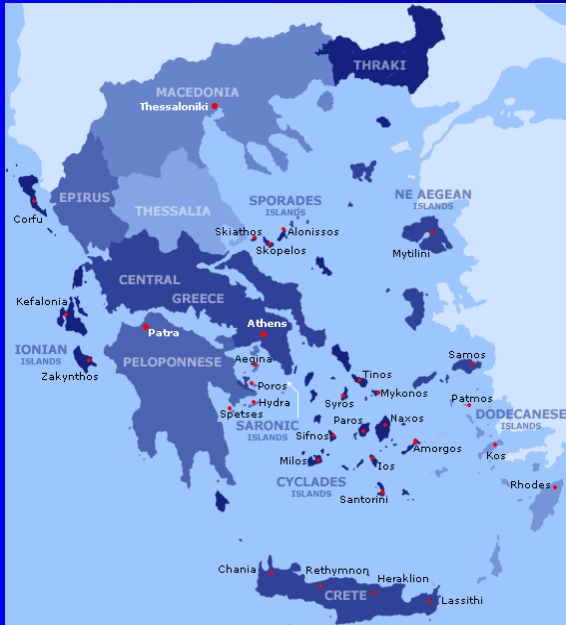 THRAKI
MACEDONIA
Thessaloniki
EPIRUS
THESSALIA
SPORADES
ISLANDS
NE AEGEAN
ISLANDS
Corfu
Skiathos
Alonissos
Skopelos
Mytilini
CENTRAL
GREECE
Kefalonia
Patra
Athens
IONIAN
ISLANDS
Zakynthos
PELOPONNESE
Aegina
Samos
Poros
Tinos
Mykonos
Patmos
Hydra
Syros
Spetses
SARONIC
ISLANDS
Paros
Naxos
DODECANESE
ISLANDS
Sifnos
Amorgos
Kos
Milos
Ios
CYCLADES
ISLANDS
Santorini
Rhodes
Chania
Rethymnon
Heraklion
CRETE
Lassithi